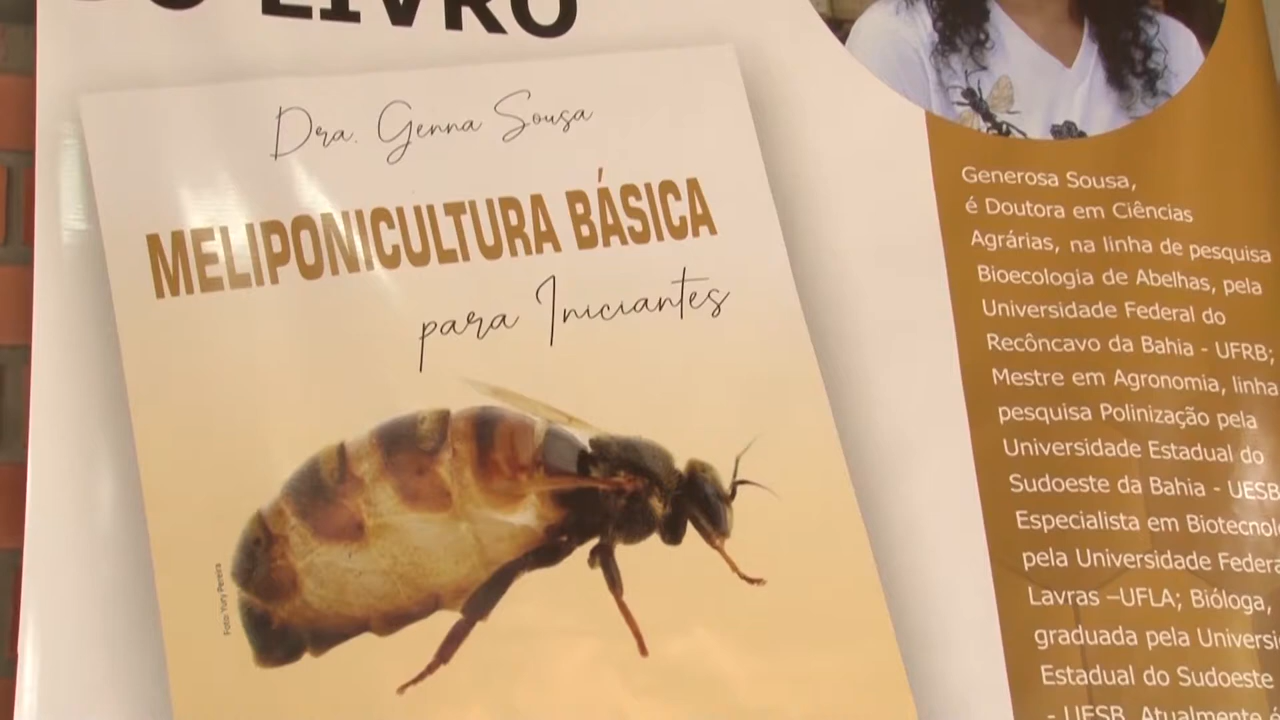 DO LIVRO
Dra. Genna Sousa
MELIPONICULTURA BÁSICA
para Iniciantes
Foto: Yury Pereira
Generosa Sousa,
é Doutora em Ciências
Agrárias, na linha de pesquisa
Bioecologia de Abelhas, pela
Universidade Federal do
Recôncavo da Bahia - UFRB;
Mestre em Agronomia, linha
pesquisa Polinização pela
Universidade Estadual do
Sudoeste da Bahia - UESB
Especialista em
pela Universidade
Lavras –UFLA; Bióloga,
graduada pela
Estadual do Sudoeste
- UESB. Atualmente é